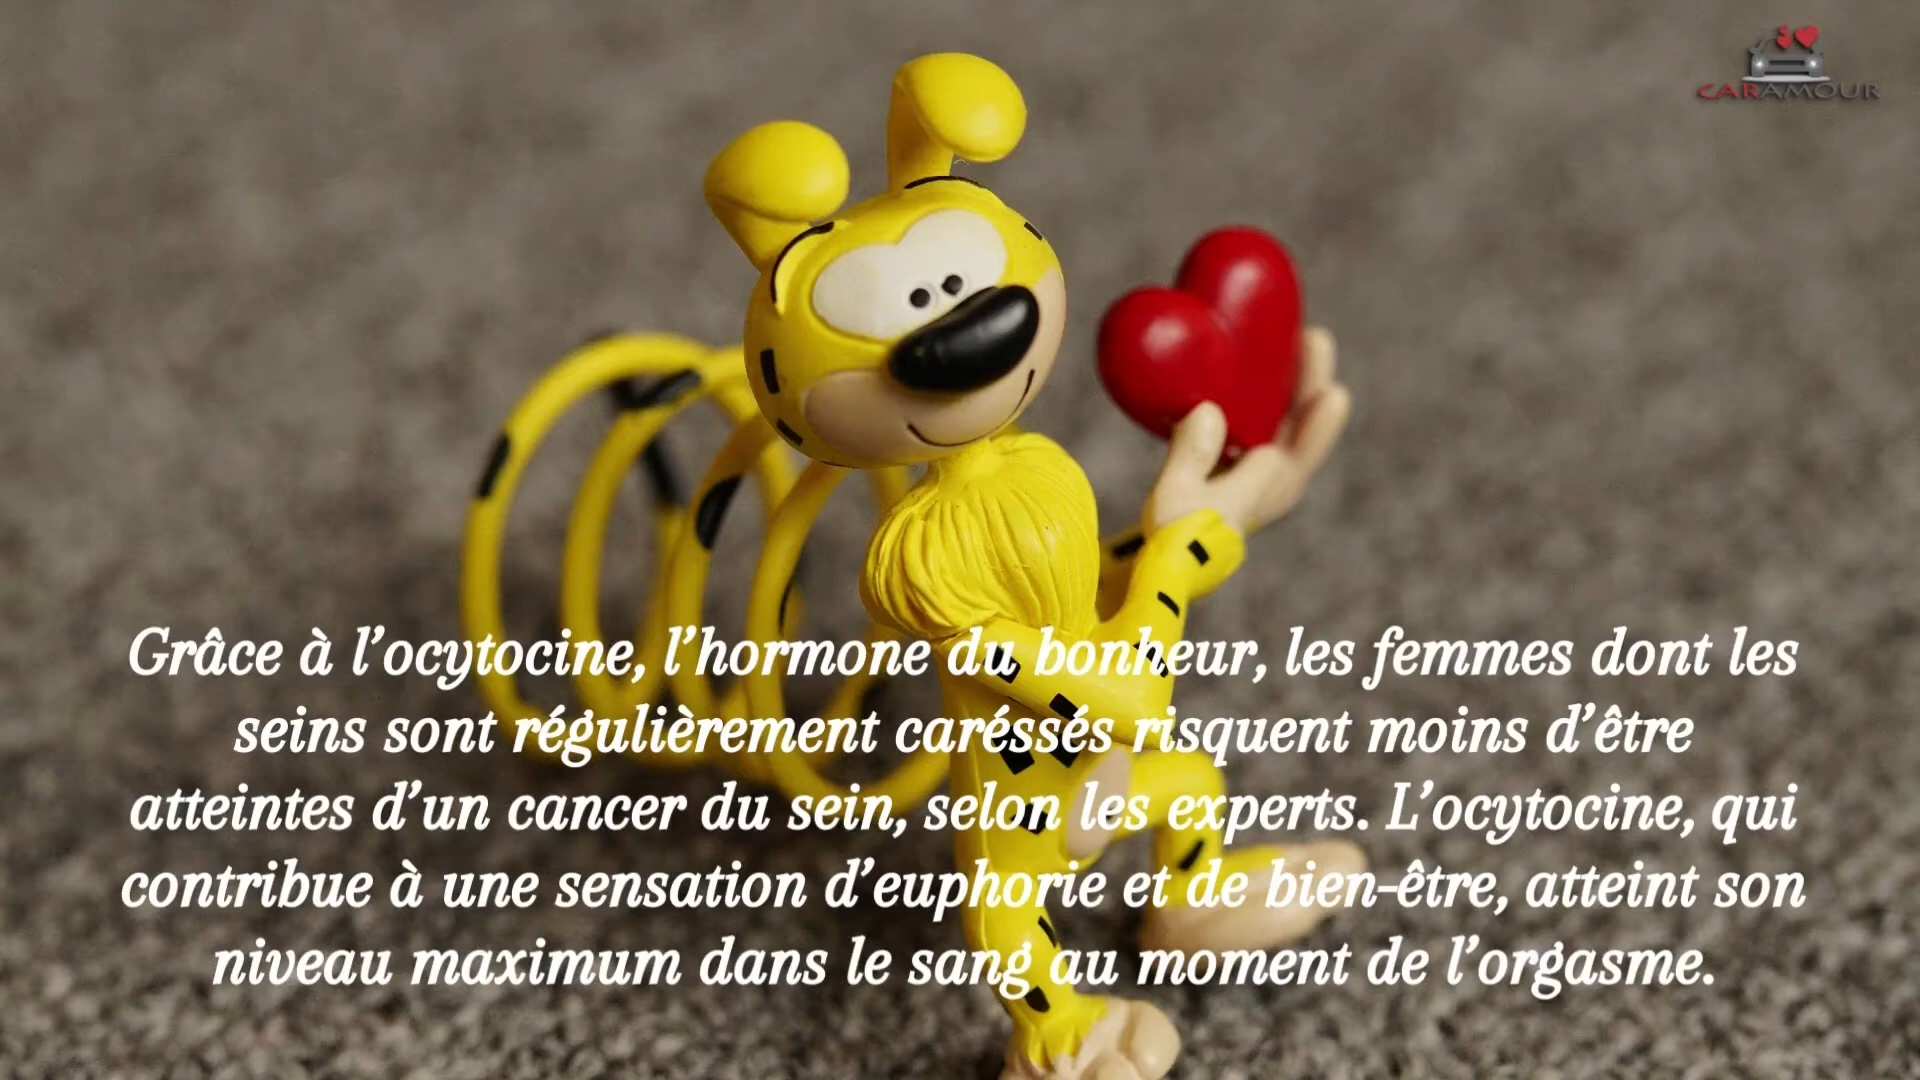 CARAMOUR
Grâce à l’ocytocine, l’hormone du bonheur, les femmes dont les
seins sont régulièrement caréssés risquent moins d’être
atteintes d’un cancer du sein, selon les experts. L’ocytocine, qui
contribue à une sensation d’euphorie et de bien-être, atteint son
niveau maximum dans le sang au moment de l’orgasme.